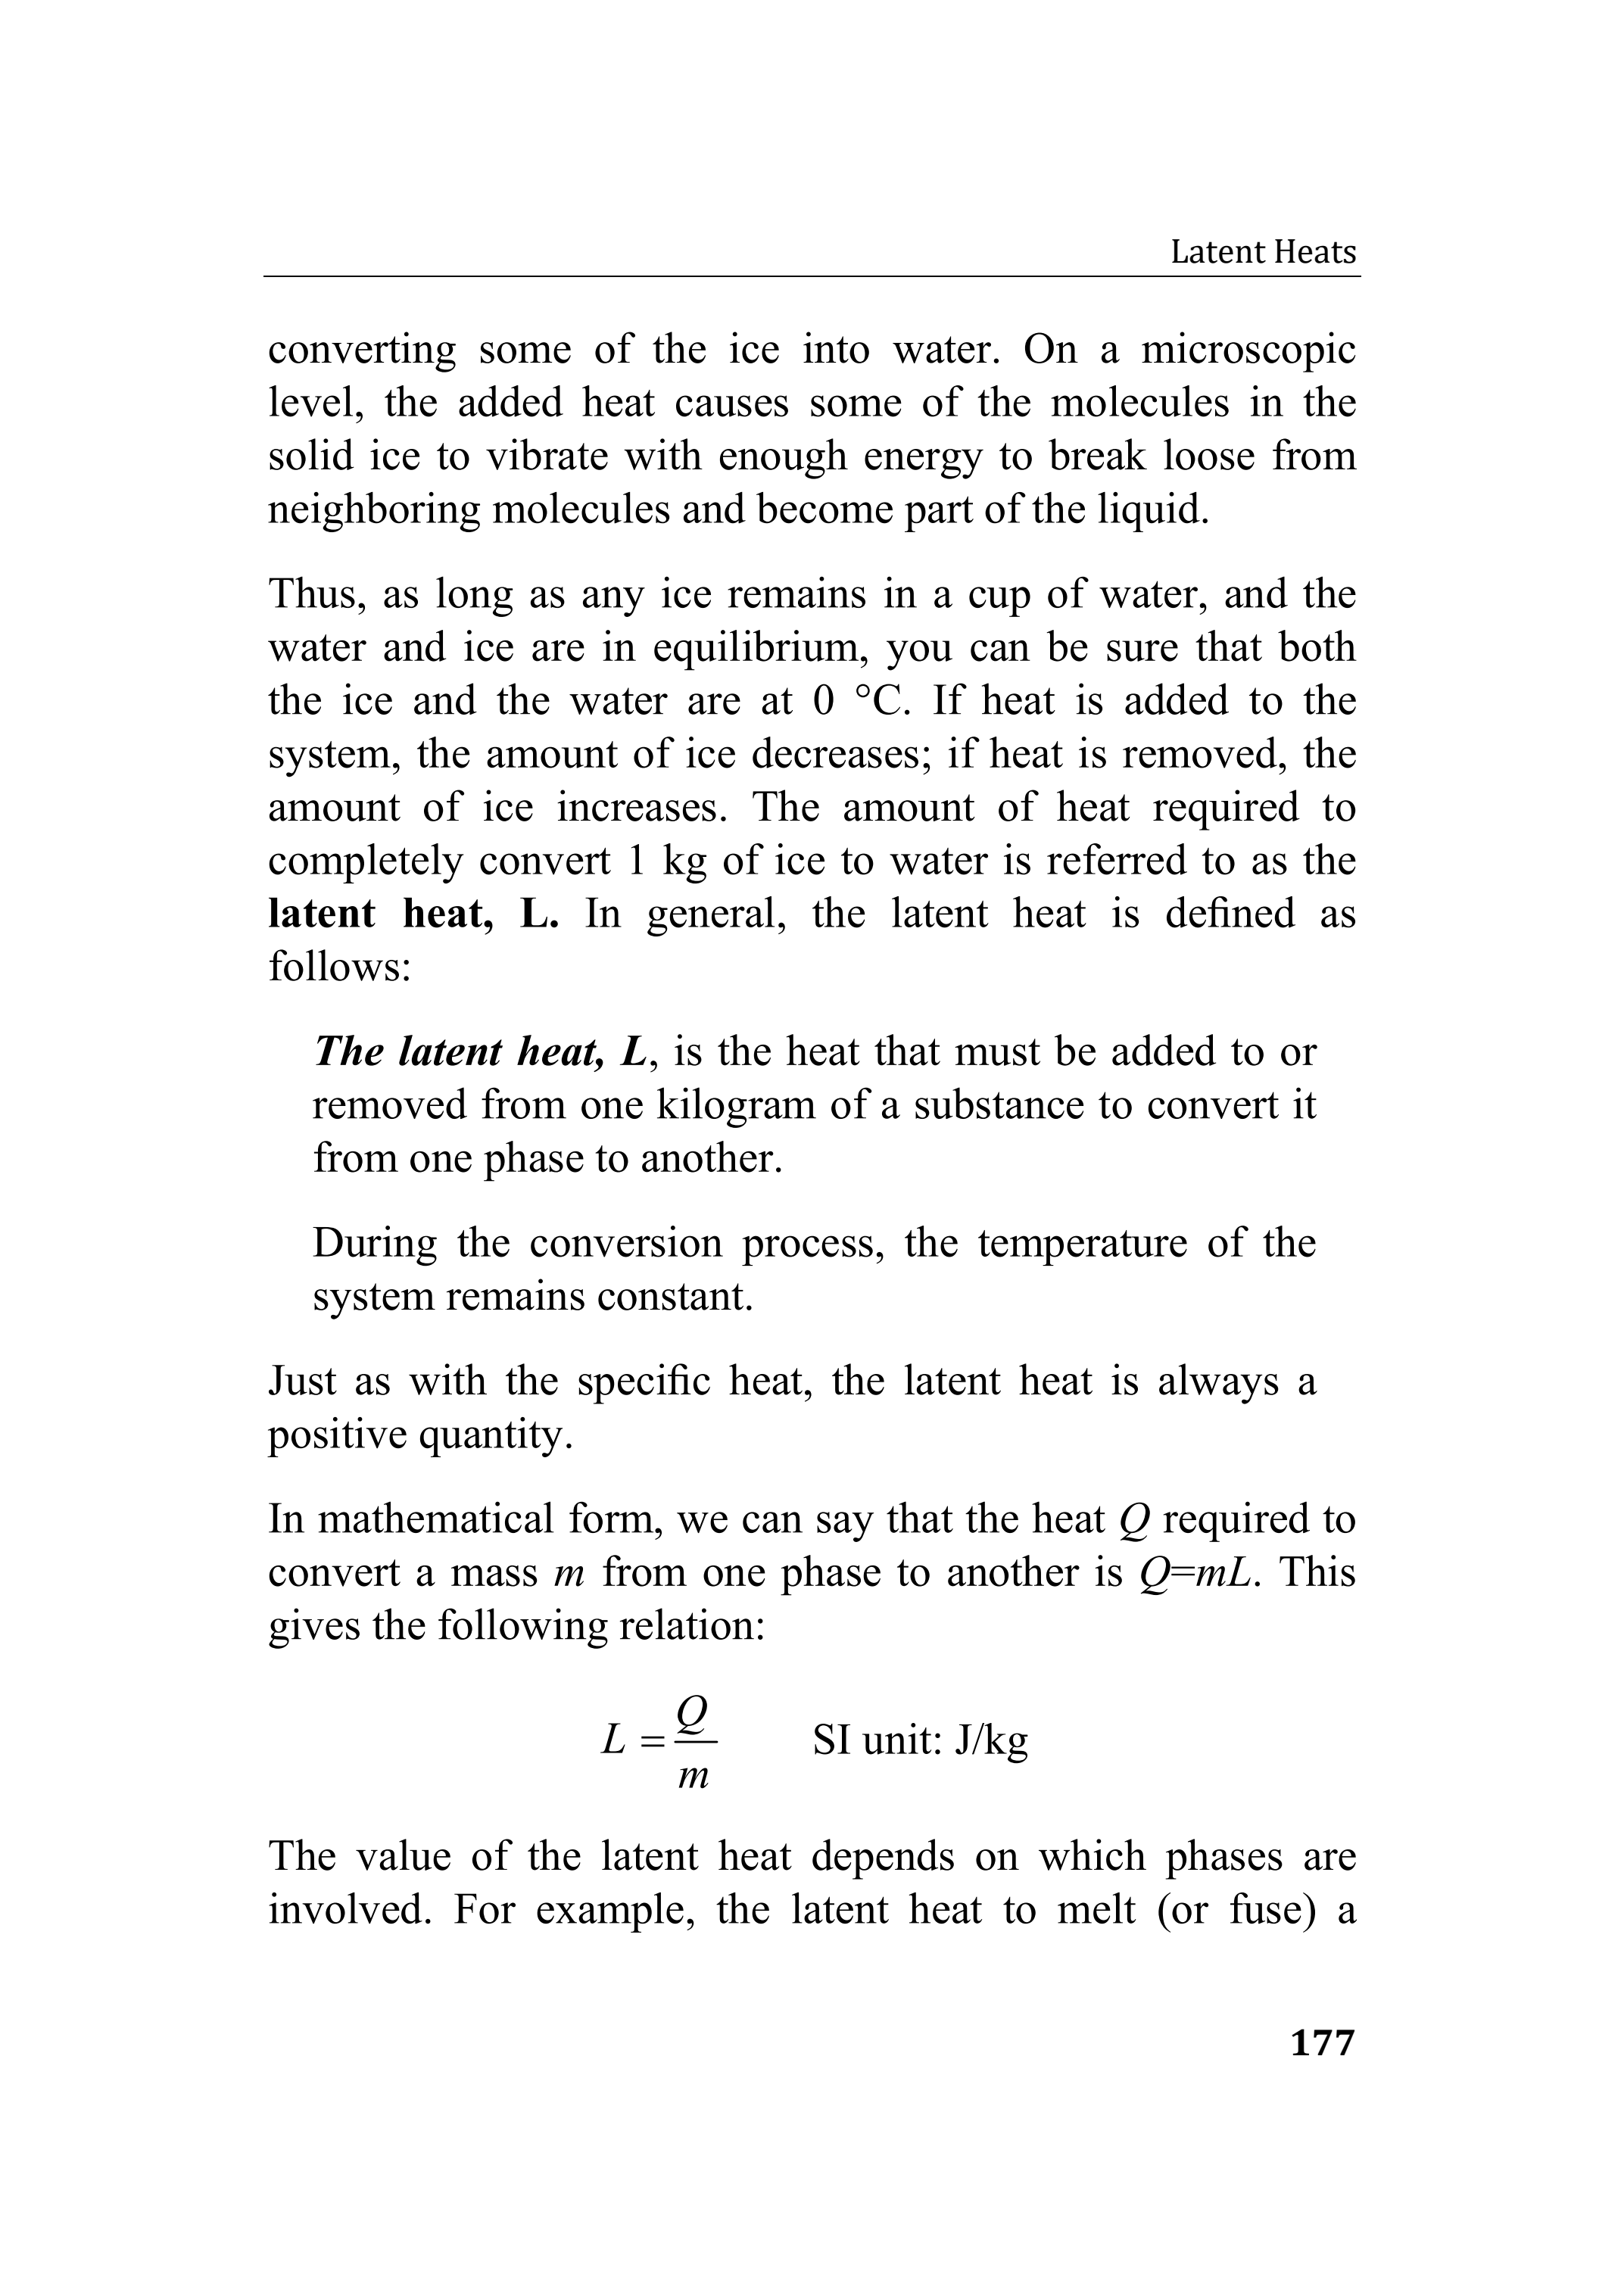 Latent Heats
converting some of the ice into water. On a microscopic
level, the added heat causes some of the molecules in the
solid ice to vibrate with enough energy to break loose from
neighboring molecules and become part of the liquid.
Thus, as long as any ice remains in a cup of water, and the
water and ice are in equilibrium, you can be sure that both
the ice and the water are at 0 °C. If heat is added to the
system, the amount of ice decreases; if heat is removed, the
amount of ice increases. The amount of heat required to
completely convert 1 kg of ice to water is referred to as the
latent heat, L. In general, the latent heat is defined as
follows:
The latent heat, L, is the heat that must be added to or
removed from one kilogram of a substance to convert it
from one phase to another.
During the conversion process, the temperature of the
system remains constant.
Just as with the specific heat, the latent heat is always a
positive quantity.
In mathematical form, we can say that the heat Q required to
convert a mass m from one phase to another is Q=mL. This
gives the following relation:
L = Q/m SI unit: J/kg
The value of the latent heat depends on which phases are
involved. For example, the latent heat to melt (or fuse) a
177